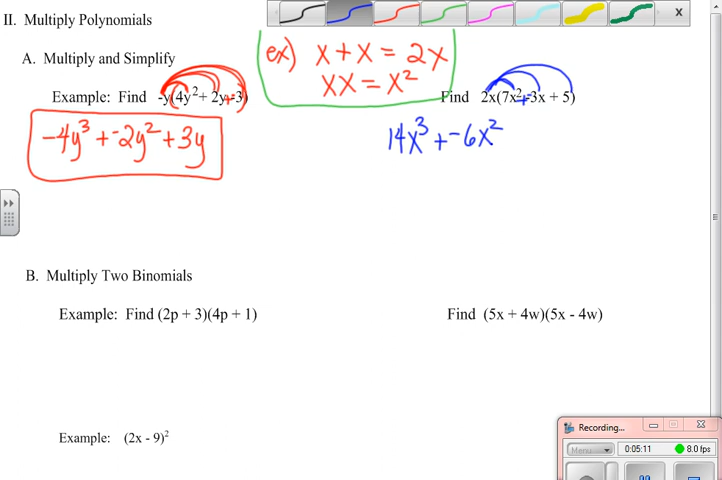 II. Multiply Polynomials
A. Multiply and Simplify
ex) x + x = 2x
xx = x²
Example: Find -y(4y² + 2y + -3)
Find 2x(7x² + -3x + 5)
-4y³ + -2y² + 3y
14x³ + -6x²
B. Multiply Two Binomials
Example: Find (2p + 3)(4p + 1)
Find (5x + 4w)(5x - 4w)
Example: (2x - 9)²
Recording...
Menu
0:05:11
8.0 fps